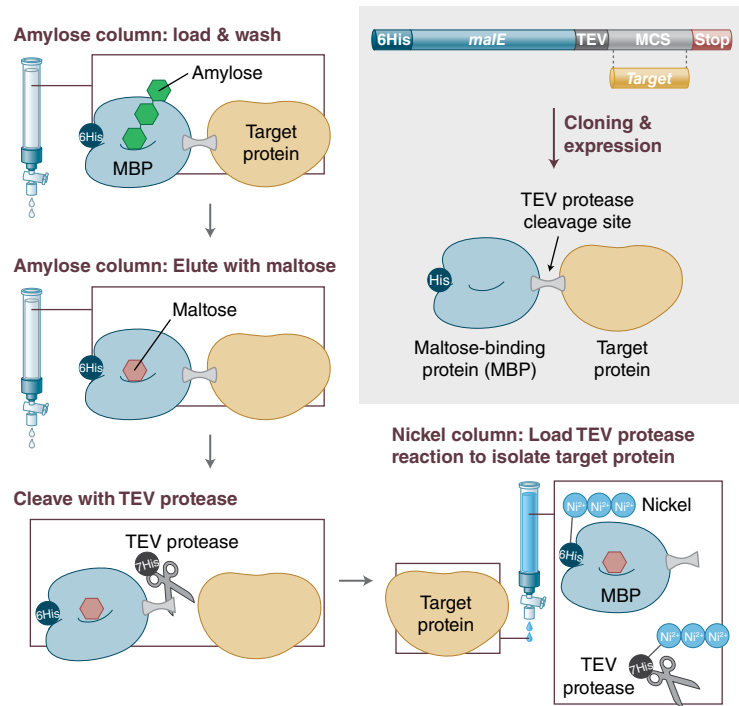 Amylose column: load & wash
Amylose
6His
MBP
Target
protein
Amylose column: Elute with maltose
Maltose
6His
Cleave with TEV protease
TEV protease
7His
6His
6His malE TEV MCS Stop
Target
Cloning &
expression
TEV protease
cleavage site
His
Maltose-binding
protein (MBP)
Target
protein
Nickel column: Load TEV protease
reaction to isolate target protein
Target
protein
Ni2+ Ni2+ Ni2+ Nickel
6His
MBP
Ni2+ Ni2+ Ni2+
TEV
protease
7His